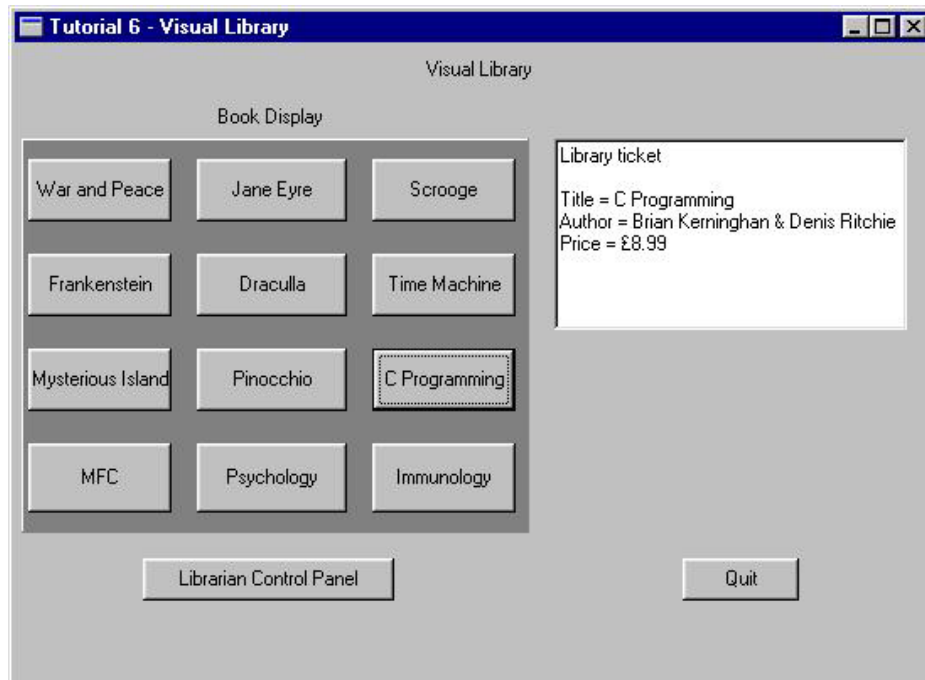 Tutorial 6 - Visual Library
Visual Library
Book Display
War and Peace
Jane Eyre
Scrooge
Frankenstein
Draculla
Time Machine
Mysterious Island
Pinocchio
C Programming
MFC
Psychology
Immunology
Library ticket
Title = C Programming
Author = Brian Kerninghan & Denis Ritchie
Price = £8.99
Librarian Control Panel
Quit